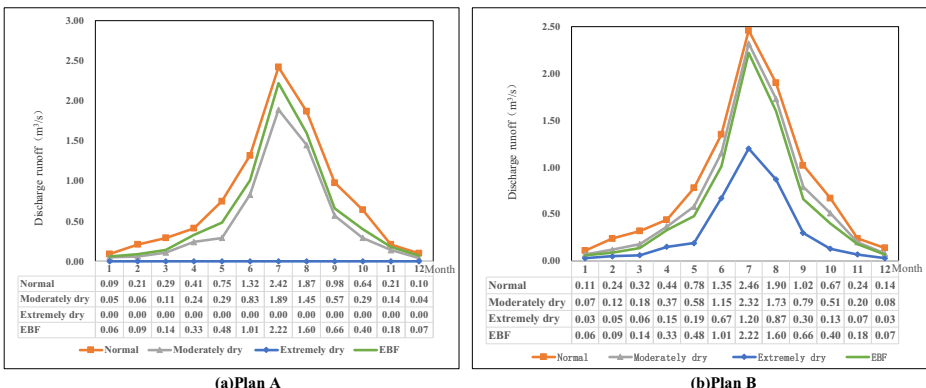 3.00
2.50
2.00
1.50
1.00
0.50
0.00
Discharge runoff（m³/s）
1 2 3 4 5 6 7 8 9 10 11 12 Month
Normal 0.09 0.21 0.29 0.41 0.75 1.32 2.42 1.87 0.98 0.64 0.21 0.10
Moderately dry 0.05 0.06 0.11 0.24 0.29 0.83 1.89 1.45 0.57 0.29 0.14 0.04
Extremely dry 0.00 0.00 0.00 0.00 0.00 0.00 0.00 0.00 0.00 0.00 0.00 0.00
EBF 0.06 0.09 0.14 0.33 0.48 1.01 2.22 1.60 0.66 0.40 0.18 0.07
Normal Moderately dry Extremely dry EBF
(a)Plan A
2.50
2.00
1.50
1.00
0.50
0.00
Discharge runoff（m³/s）
1 2 3 4 5 6 7 8 9 10 11 12 Month
Normal 0.11 0.24 0.32 0.44 0.78 1.35 2.46 1.90 1.02 0.67 0.24 0.14
Moderately dry 0.07 0.12 0.18 0.37 0.58 1.15 2.32 1.73 0.79 0.51 0.20 0.08
Extremely dry 0.03 0.05 0.06 0.15 0.19 0.67 1.20 0.87 0.30 0.13 0.07 0.03
EBF 0.06 0.09 0.14 0.33 0.48 1.01 2.22 1.60 0.66 0.40 0.18 0.07
Normal Moderately dry Extremely dry EBF
(b)Plan B